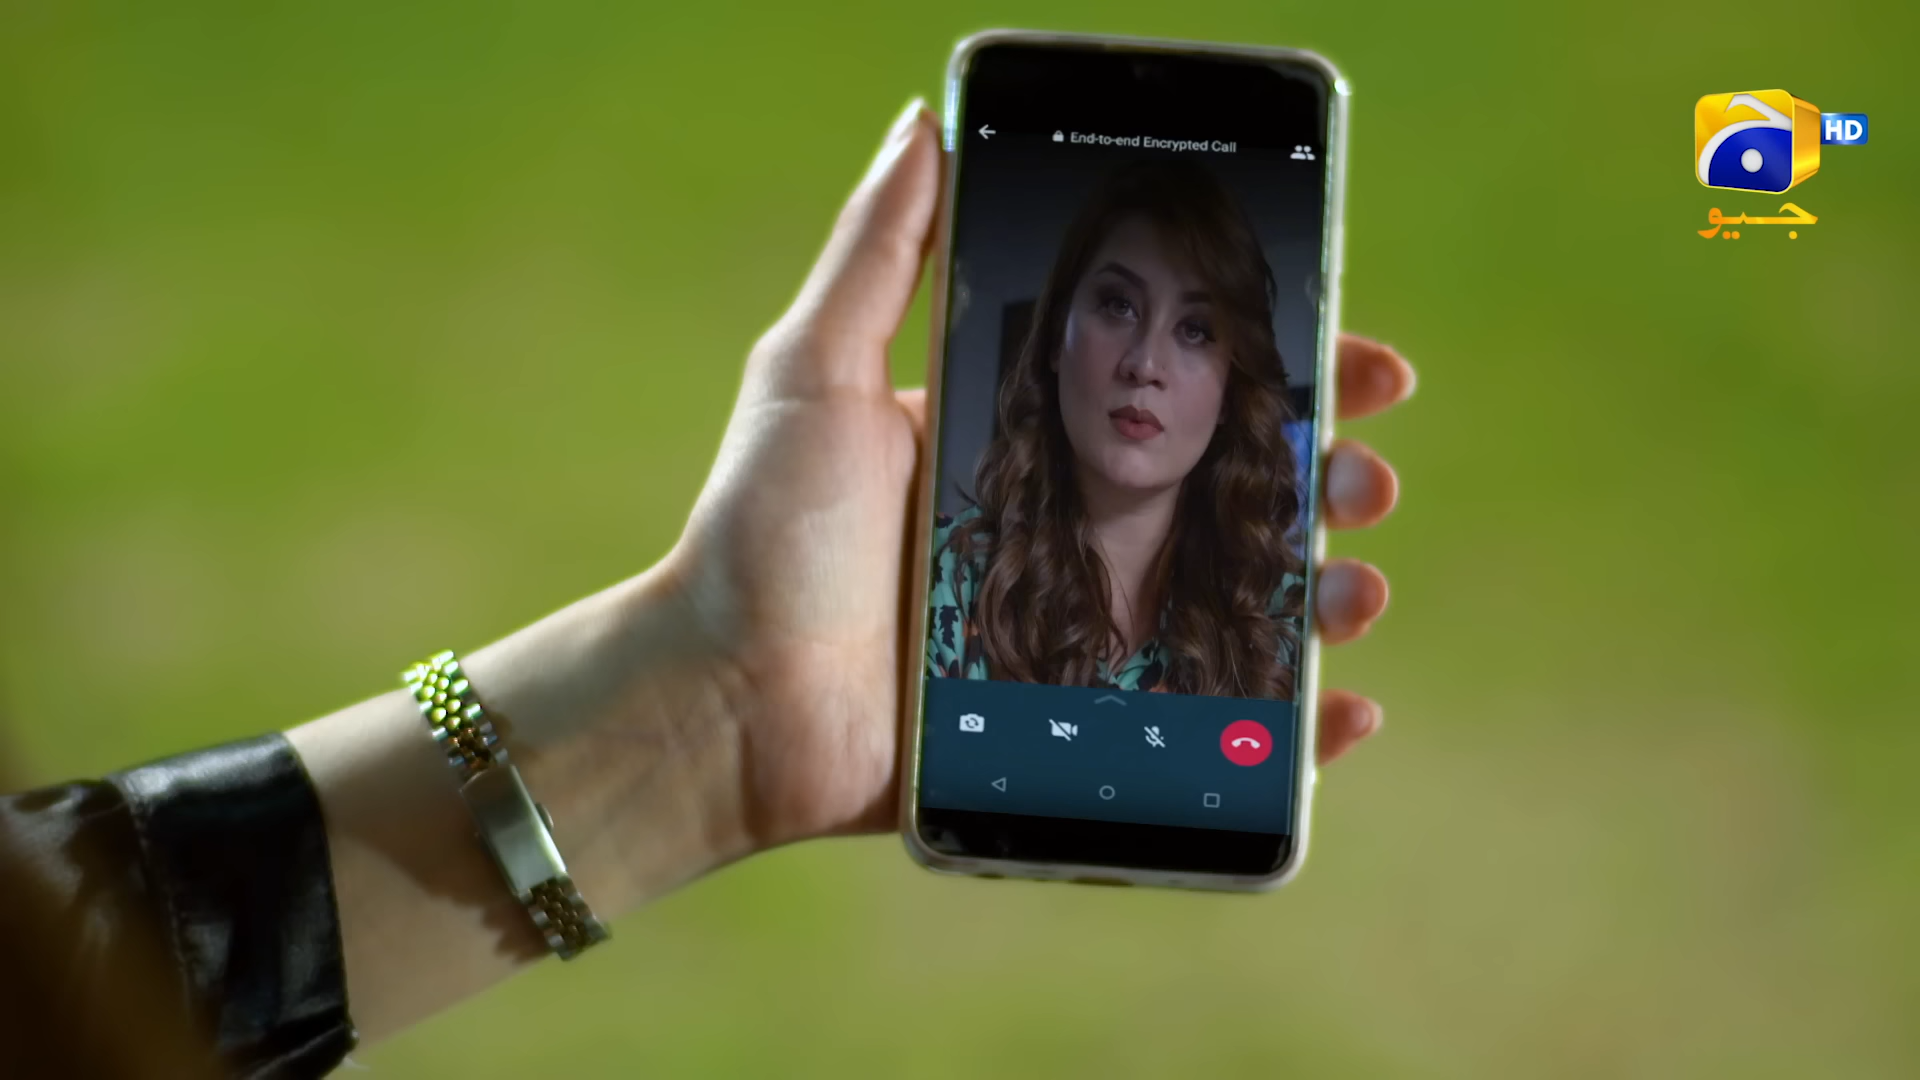 End-to-end Encrypted Call
HD
جیو